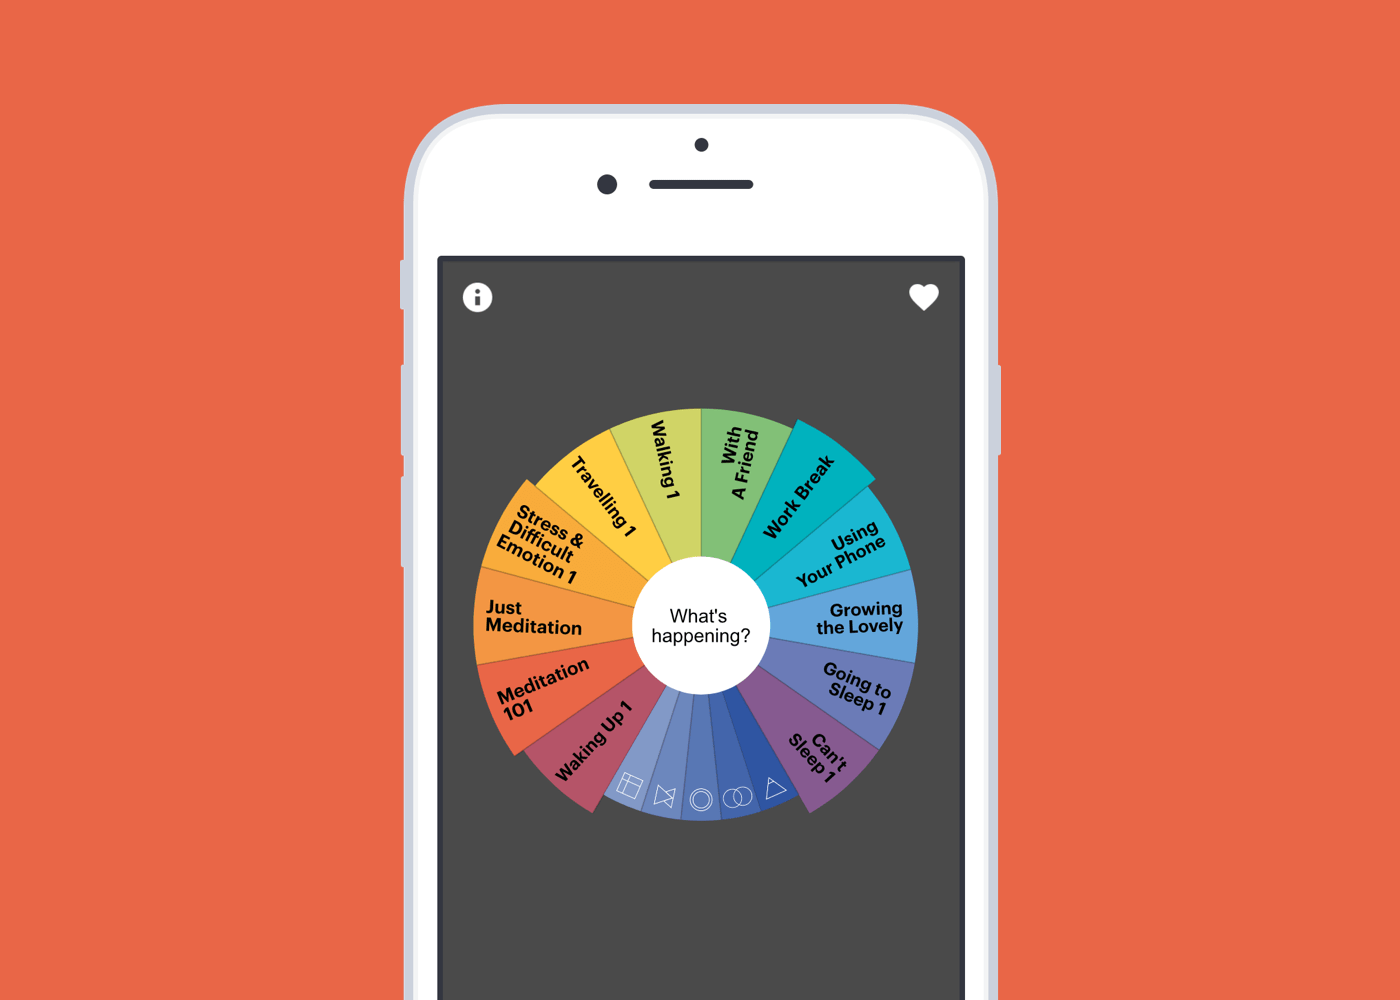 What's
happening?
Walking 1
With
A Friend
Work Break
Using
Your Phone
Growing
the Lovely
Going to
Sleep 1
Can't
Sleep 1
Waking Up 1
Meditation
101
Just
Meditation
Stress &
Difficult
Emotion 1
Travelling 1